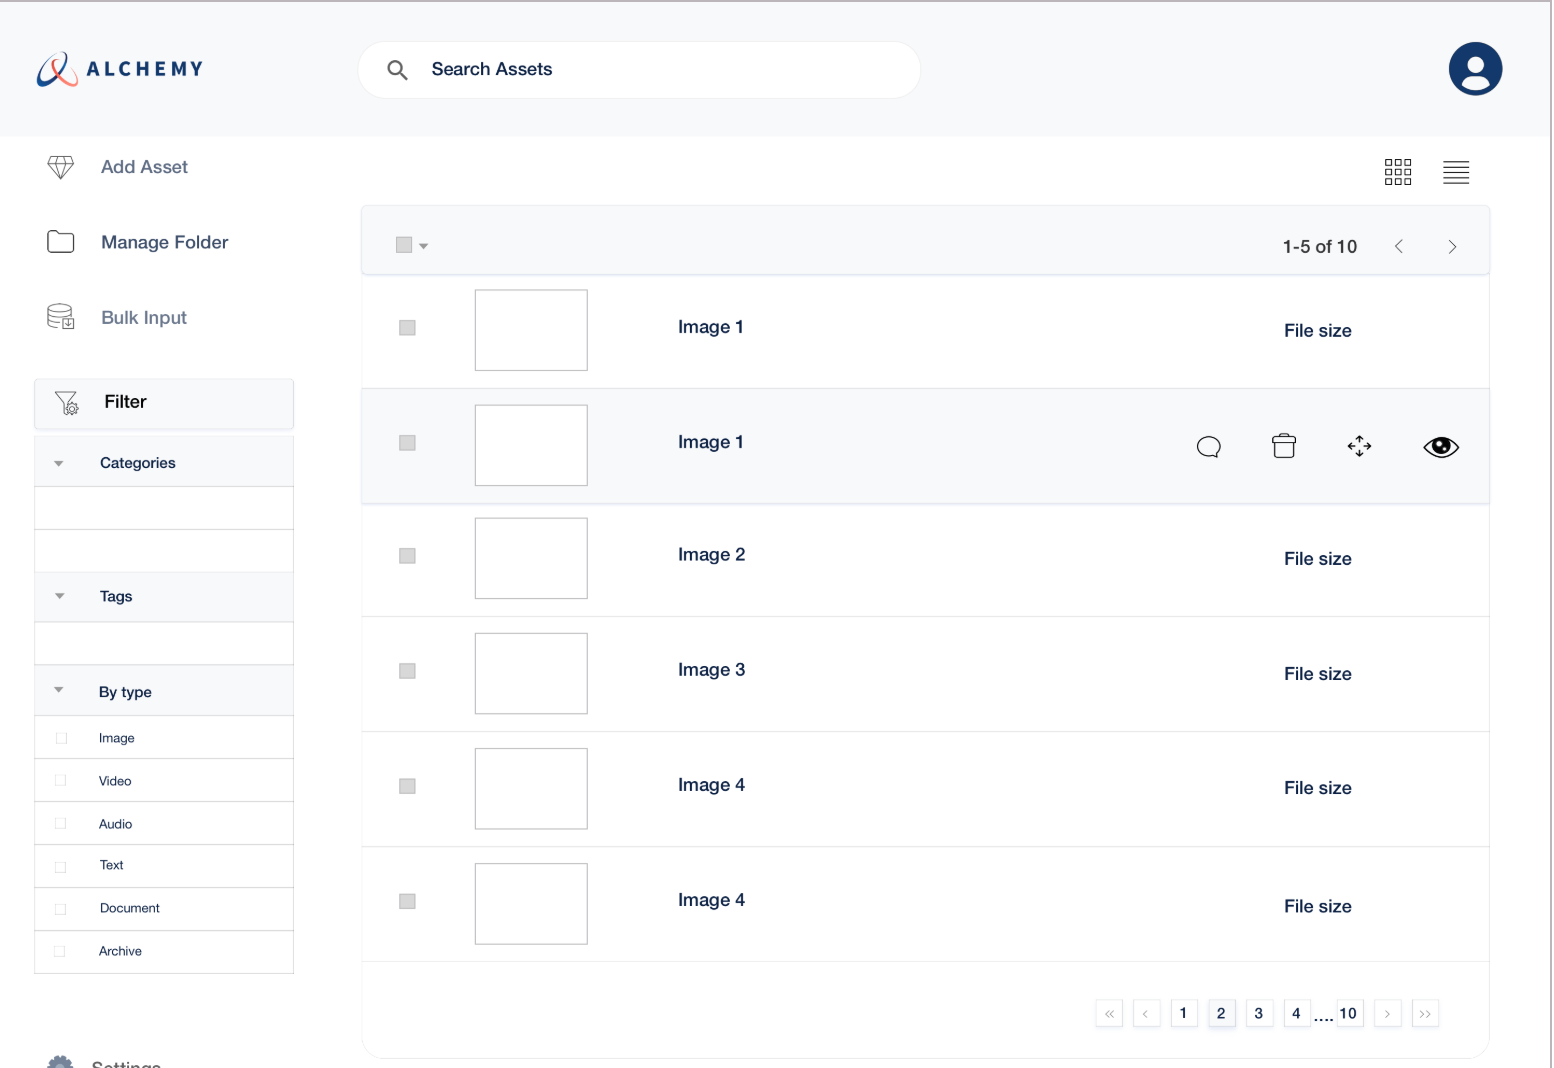 ALCHEMY
Search Assets
Add Asset
Manage Folder
Bulk Input
Filter
Categories
Tags
By type
Image
Video
Audio
Text
Document
Archive
Settings
1-5 of 10
Image 1
File size
Image 1
Image 2
File size
Image 3
File size
Image 4
File size
Image 4
File size
« < 1 2 3 4 .... 10 > >>